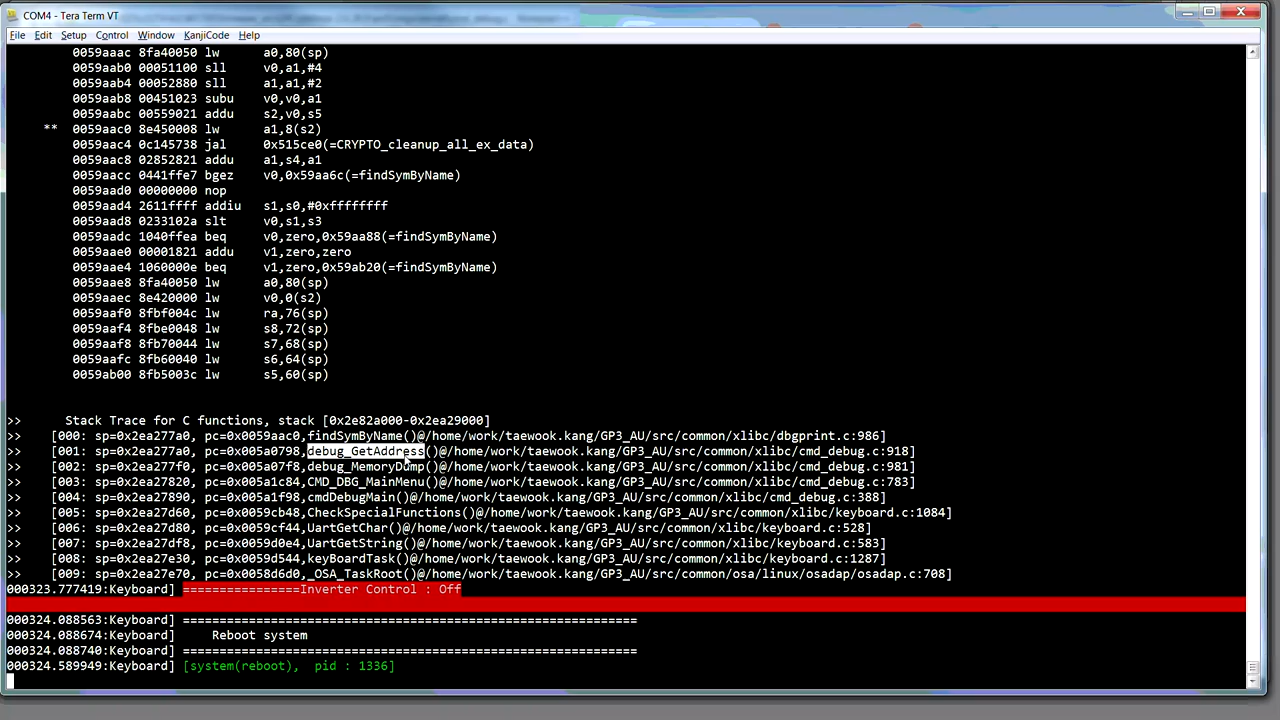 COM4 - Tera Term VT
File Edit Setup Control Window KanjiCode Help
0059aaac 8fa40050 lw a0,80(sp)
0059aab0 00051100 sll v0,a1,#4
0059aab4 00052880 sll a1,a1,#2
0059aab8 00451023 subu v0,v0,a1
0059aabc 00559021 addu s2,v0,s5
** 0059aac0 8e450008 lw a1,8(s2)
0059aac4 0c145738 jal 0x515ce0(=CRYPTO_cleanup_all_ex_data)
0059aac8 02852821 addu a1,s4,a1
0059aacc 0441ffe7 bgez v0,0x59aa6c(=findSymByName)
0059aad0 00000000 nop
0059aad4 2611ffff addiu s1,s0,#0xffffffff
0059aad8 0233102a slt v0,s1,s3
0059aadc 1040ffea beq v0,zero,0x59aa88(=findSymByName)
0059aae0 00001821 addu v1,zero,zero
0059aae4 1060000e beq v1,zero,0x59ab20(=findSymByName)
0059aae8 8fa40050 lw a0,80(sp)
0059aaec 8e420000 lw v0,0(s2)
0059aaf0 8fbf004c lw ra,76(sp)
0059aaf4 8fbe0048 lw s8,72(sp)
0059aaf8 8fb70044 lw s7,68(sp)
0059aafc 8fb60040 lw s6,64(sp)
0059ab00 8fb5003c lw s5,60(sp)
>> Stack Trace for C functions, stack [0x2e82a000-0x2ea29000]
>> [000: sp=0x2ea277a0, pc=0x0059aac0,findSymByName()@/home/work/taewook.kang/GP3_AU/src/common/xlibc/dbgprint.c:986]
>> [001: sp=0x2ea277a0, pc=0x005a0798,debug_GetAddress()@/home/work/taewook.kang/GP3_AU/src/common/xlibc/cmd_debug.c:918]
>> [002: sp=0x2ea277f0, pc=0x005a07f8,debug_MemoryDump()@/home/work/taewook.kang/GP3_AU/src/common/xlibc/cmd_debug.c:981]
>> [003: sp=0x2ea27820, pc=0x005a1c84,CMD_DBG_MainMenu()@/home/work/taewook.kang/GP3_AU/src/common/xlibc/cmd_debug.c:783]
>> [004: sp=0x2ea27890, pc=0x005a1f98,cmdDebugMain()@/home/work/taewook.kang/GP3_AU/src/common/xlibc/cmd_debug.c:388]
>> [005: sp=0x2ea27d60, pc=0x0059cb48,CheckSpecialFunctions()@/home/work/taewook.kang/GP3_AU/src/common/xlibc/keyboard.c:1084]
>> [006: sp=0x2ea27d80, pc=0x0059cf44,UartGetChar()@/home/work/taewook.kang/GP3_AU/src/common/xlibc/keyboard.c:528]
>> [007: sp=0x2ea27df8, pc=0x0059d0e4,UartGetString()@/home/work/taewook.kang/GP3_AU/src/common/xlibc/keyboard.c:583]
>> [008: sp=0x2ea27e30, pc=0x0059d544,keyBoardTask()@/home/work/taewook.kang/GP3_AU/src/common/xlibc/keyboard.c:1287]
>> [009: sp=0x2ea27e70, pc=0x0058d6d0,_OSA_TaskRoot()@/home/work/taewook.kang/GP3_AU/src/common/osa/linux/osadap/osadap.c:708]
000323.777419:Keyboard] ================Inverter Control : Off
000324.088563:Keyboard] ==============================================================
000324.088674:Keyboard] Reboot system
000324.088740:Keyboard] ==============================================================
000324.589949:Keyboard] [system(reboot), pid : 1336]